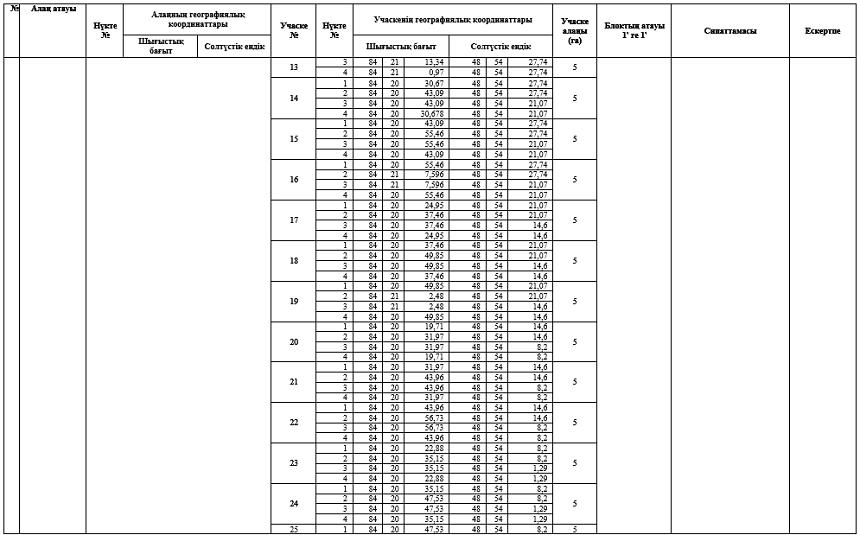 № Алаң атауы Нүкте № Алаңның географиялық координаттары Учаске № Нүкте № Учаскенің географиялық координаттары Учаске алаңы (га) Блоктың атауы 1' ге 1' Сипаттамасы Ескертпе
Шығыстық бағыт Солтүстік ендік Шығыстық бағыт Солтүстік ендік
13 3 84 21 13,34 48 54 27,74 5
4 84 21 0,97 48 54 27,74
14 1 84 20 30,67 48 54 27,74 5
2 84 20 43,09 48 54 27,74
3 84 20 43,09 48 54 21,07
4 84 20 30,678 48 54 21,07
15 1 84 20 43,09 48 54 27,74 5
2 84 20 55,46 48 54 27,74
3 84 20 55,46 48 54 21,07
4 84 20 43,09 48 54 21,07
16 1 84 20 55,46 48 54 27,74 5
2 84 21 7,596 48 54 27,74
3 84 21 7,596 48 54 21,07
4 84 20 55,46 48 54 21,07
17 1 84 20 24,95 48 54 21,07 5
2 84 20 37,46 48 54 21,07
3 84 20 37,46 48 54 14,6
4 84 20 24,95 48 54 14,6
18 1 84 20 37,46 48 54 21,07 5
2 84 20 49,85 48 54 21,07
3 84 20 49,85 48 54 14,6
4 84 20 37,46 48 54 14,6
19 1 84 20 49,85 48 54 21,07 5
2 84 21 2,48 48 54 21,07
3 84 21 2,48 48 54 14,6
4 84 20 49,85 48 54 14,6
20 1 84 20 19,71 48 54 14,6 5
2 84 20 31,97 48 54 14,6
3 84 20 31,97 48 54 8,2
4 84 20 19,71 48 54 8,2
21 1 84 20 31,97 48 54 14,6 5
2 84 20 43,96 48 54 14,6
3 84 20 43,96 48 54 8,2
4 84 20 31,97 48 54 8,2
22 1 84 20 43,96 48 54 14,6 5
2 84 20 56,73 48 54 14,6
3 84 20 56,73 48 54 8,2
4 84 20 43,96 48 54 8,2
23 1 84 20 22,88 48 54 8,2 5
2 84 20 35,15 48 54 8,2
3 84 20 35,15 48 54 1,29
4 84 20 22,88 48 54 1,29
24 1 84 20 35,15 48 54 8,2 5
2 84 20 47,53 48 54 8,2
3 84 20 47,53 48 54 1,29
4 84 20 35,15 48 54 1,29
25 1 84 20 47,53 48 54 8,2 5